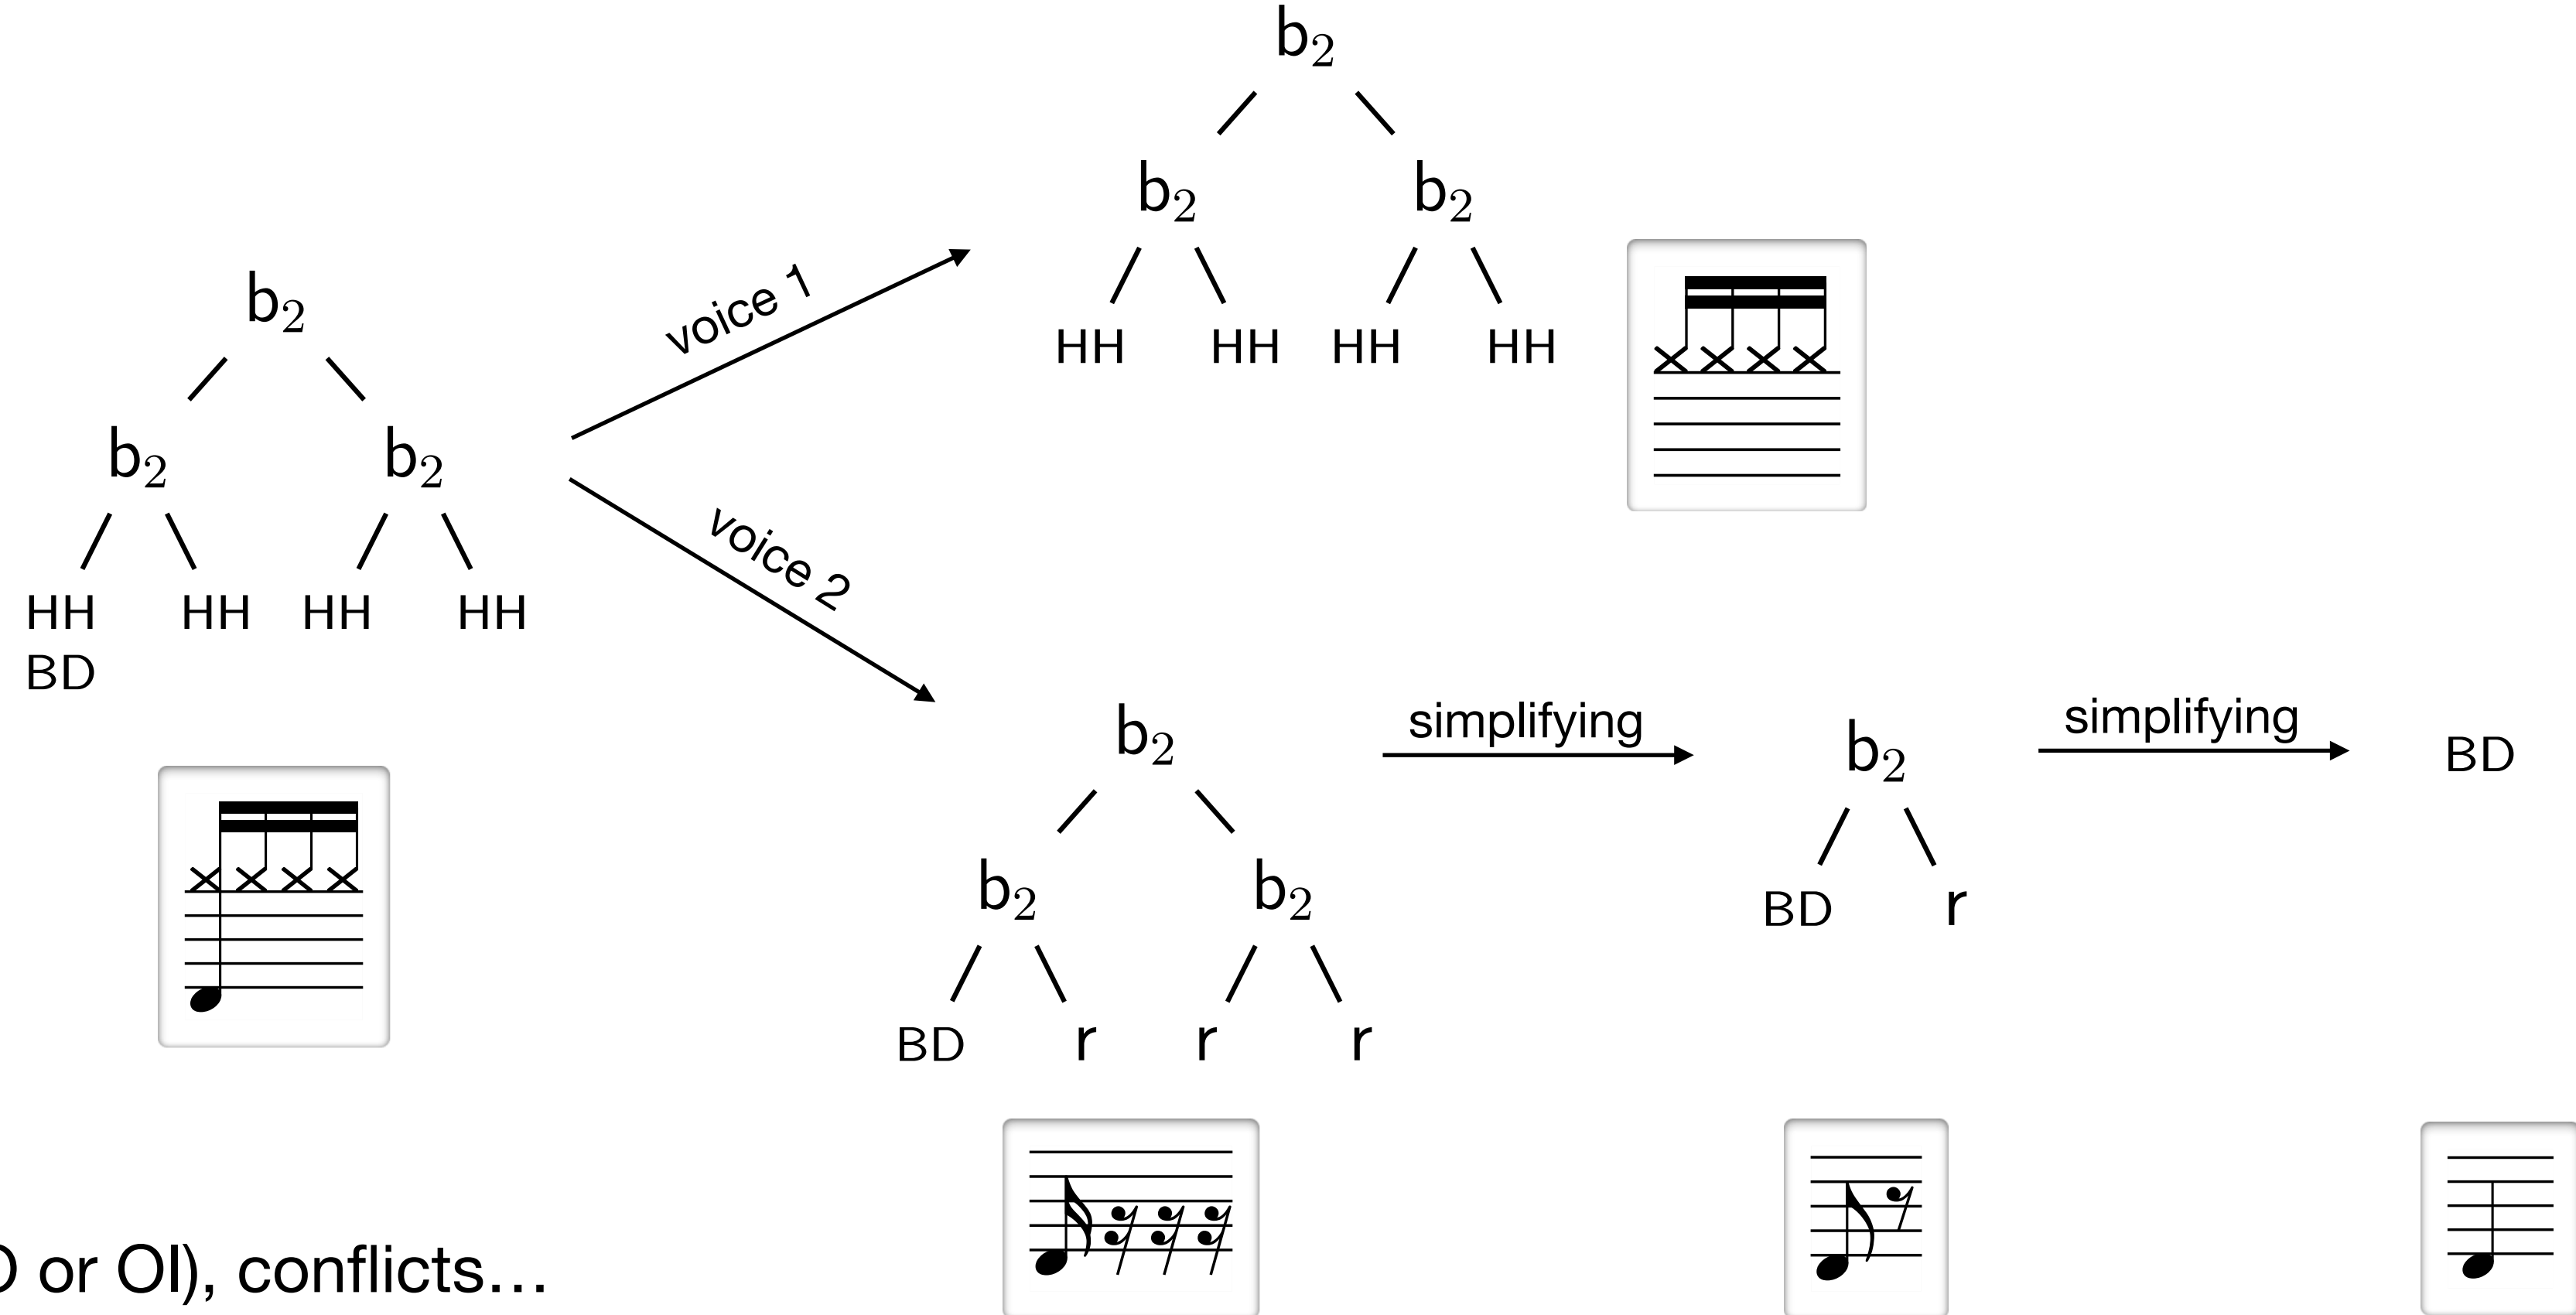 b₂
b₂ b₂
HH HH HH HH
BD
voice 1
b₂
b₂ b₂
HH HH HH HH
voice 2
b₂
b₂ b₂
BD r r r
simplifying
b₂
BD r
simplifying
BD
or OI), conflicts…